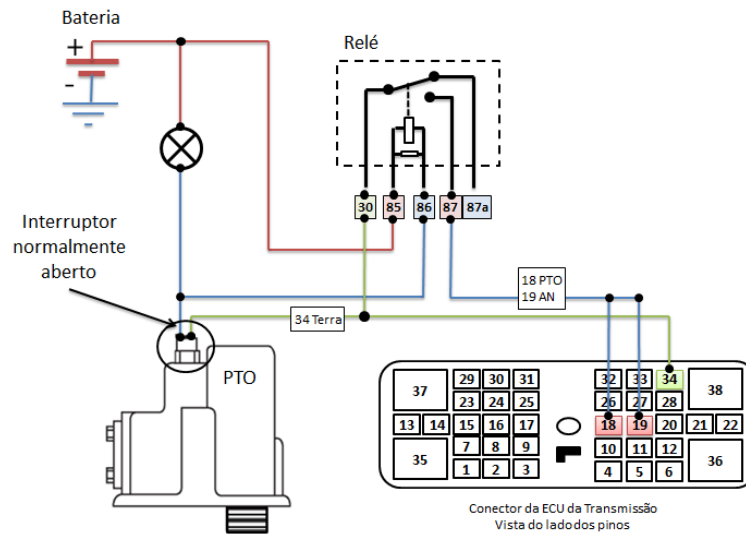 Bateria
+
-
Relé
30 85 86 87 87a
Interruptor
normalmente
aberto
18 PTO
19 AN
34 Terra
PTO
37 29 30 31 32 33 34 38
23 24 25 26 27 28
13 14 15 16 17 18 19 20 21 22
35 7 8 9 10 11 12 36
1 2 3 4 5 6
Conector da ECU da Transmissão
Vista do lado dos pinos